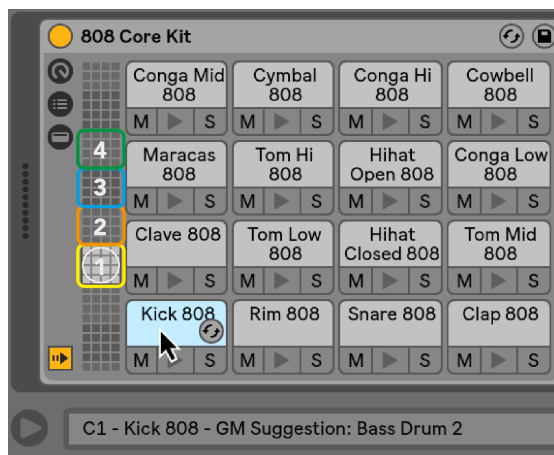 808 Core Kit
Conga Mid
808
Cymbal
808
Conga Hi
808
Cowbell
808
M S M S M S M S
4
Maracas
808
Tom Hi
808
Hihat
Open 808
Conga Low
808
M S M S M S M S
3
2
Clave 808
Tom Low
808
Hihat
Closed 808
Tom Mid
808
M S M S M S M S
1
Kick 808
Rim 808
Snare 808
Clap 808
M S M S M S M S
C1 - Kick 808 - GM Suggestion: Bass Drum 2